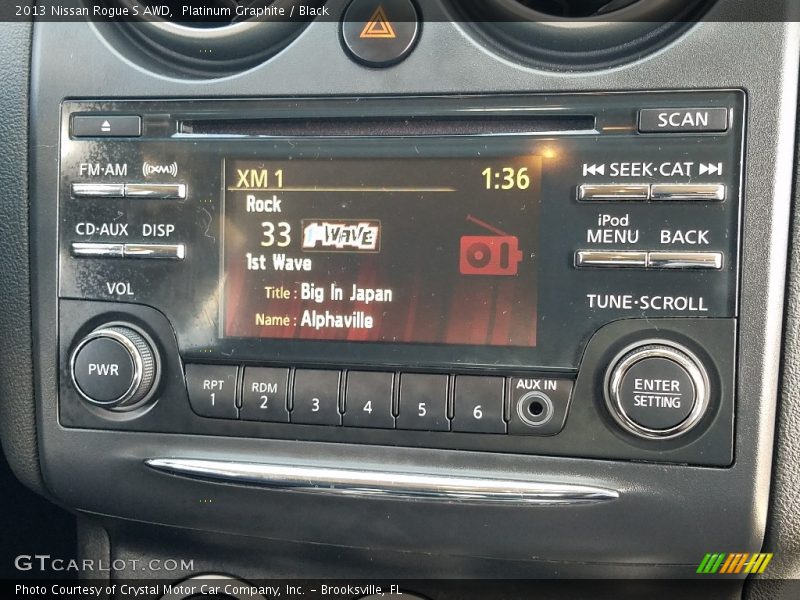 2013 Nissan Rogue S AWD, Platinum Graphite / Black
SCAN
FM·AM ((XM))
SEEK·CAT
CD·AUX DISP
iPod
MENU BACK
VOL
TUNE·SCROLL
XM 1 1:36
Rock
33 1st WAVE
1st Wave
Title : Big In Japan
Name : Alphaville
PWR
RPT
1
RDM
2
3
4
5
6
AUX IN
ENTER
SETTING
GTCARLOT.COM
Photo Courtesy of Crystal Motor Car Company, Inc. – Brooksville, FL